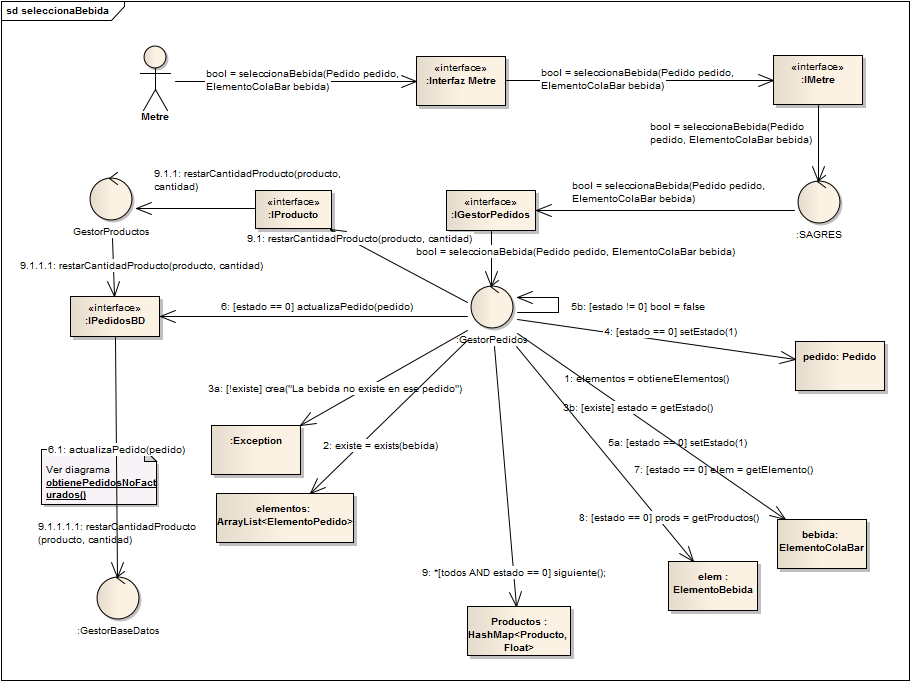 sd seleccionaBebida
Metre
bool = seleccionaBebida(Pedido pedido,
ElementoColaBar bebida)
«interface»
:Interfaz Metre
bool = seleccionaBebida(Pedido pedido,
ElementoColaBar bebida)
«interface»
:IMetre
bool = seleccionaBebida(Pedido
pedido, ElementoColaBar bebida)
9.1.1: restarCantidadProducto(producto,
cantidad)
GestorProductos
«interface»
:IProducto
«interface»
:IGestorPedidos
bool = seleccionaBebida(Pedido pedido,
ElementoColaBar bebida)
:SAGRES
9.1: restarCantidadProducto(producto, cantidad)
bool = seleccionaBebida(Pedido pedido, ElementoColaBar bebida)
9.1.1.1: restarCantidadProducto(producto, cantidad)
«interface»
:IPedidosBD
6: [estado == 0] actualizaPedido(pedido)
5b: [estado != 0] bool = false
:GestorPedidos
4: [estado == 0] setEstado(1)
pedido: Pedido
1: elementos = obtieneElementos()
3a: [!existe] crea("La bebida no existe en ese pedido")
3b: [existe] estado = getEstado()
:Exception
2: existe = exists(bebida)
5a: [estado == 0] setEstado(1)
6.1: actualizaPedido(pedido)
Ver diagrama
obtienePedidosNoFact
urados()
7: [estado == 0] elem = getElemento()
elementos:
ArrayList<ElementoPedido>
8: [estado == 0] prods = getProductos()
9.1.1.1.1: restarCantidadProducto
(producto, cantidad)
bebida:
ElementoColaBar
9: *[todos AND estado == 0] siguiente();
elem :
ElementoBebida
:GestorBaseDatos
Productos :
HashMap<Producto,
Float>